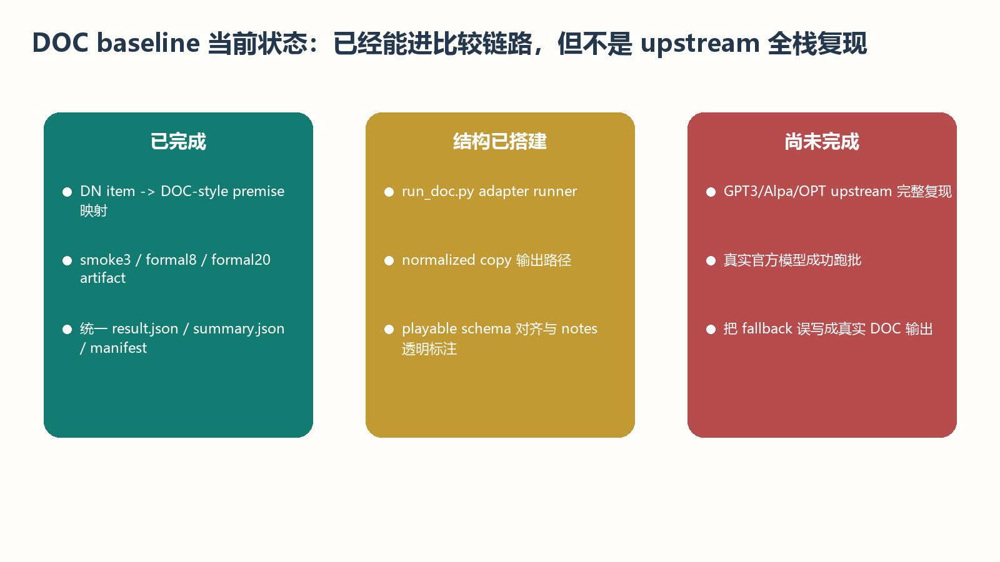 DOC baseline 当前状态：已经能进比较链路，但不是 upstream 全栈复现
已完成
DN item -> DOC-style premise
映射
smoke3 / formal8 / formal20
artifact
统一 result.json / summary.json
/ manifest
结构已搭建
run_doc.py adapter runner
normalized copy 输出路径
playable schema 对齐与 notes
透明标注
尚未完成
GPT3/Alpa/OPT upstream 完整复现
真实官方模型成功跑批
把 fallback 误写成真实 DOC 输出